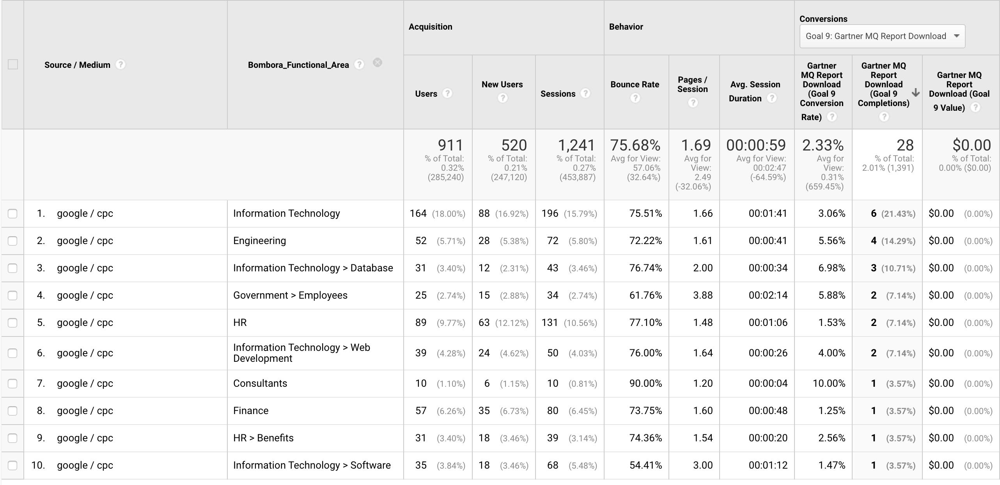 Source / Medium ?
Bombora_Functional_Area ?
Acquisition
Behavior
Conversions
Goal 9: Gartner MQ Report Download
Users ?
New Users
?
Sessions ?
Bounce Rate
?
Pages /
Session
?
Avg. Session
Duration ?
Gartner
MQ Report
Download
(Goal 9
Conversion
Rate) ?
Gartner MQ
Report
Download
(Goal 9
Completions)
?
Gartner MQ
Report
Download (Goal
9 Value) ?
911
% of Total:
0.32%
(285,240)
520
% of Total:
0.21%
(247,120)
1,241
% of Total:
0.27%
(453,887)
75.68%
Avg for View:
57.06%
(32.64%)
1.69
Avg for
View:
2.49
(-32.06%)
00:00:59
Avg for View:
00:02:47
(-64.59%)
2.33%
Avg for
View:
0.31%
(659.45%)
28
% of Total:
2.01% (1,391)
$0.00
% of Total:
0.00% ($0.00)
1. google / cpc Information Technology 164 (18.00%) 88 (16.92%) 196 (15.79%) 75.51% 1.66 00:01:41 3.06% 6 (21.43%) $0.00 (0.00%)
2. google / cpc Engineering 52 (5.71%) 28 (5.38%) 72 (5.80%) 72.22% 1.61 00:00:41 5.56% 4 (14.29%) $0.00 (0.00%)
3. google / cpc Information Technology > Database 31 (3.40%) 12 (2.31%) 43 (3.46%) 76.74% 2.00 00:00:34 6.98% 3 (10.71%) $0.00 (0.00%)
4. google / cpc Government > Employees 25 (2.74%) 15 (2.88%) 34 (2.74%) 61.76% 3.88 00:02:14 5.88% 2 (7.14%) $0.00 (0.00%)
5. google / cpc HR 89 (9.77%) 63 (12.12%) 131 (10.56%) 77.10% 1.48 00:01:06 1.53% 2 (7.14%) $0.00 (0.00%)
6. google / cpc Information Technology > Web
Development 39 (4.28%) 24 (4.62%) 50 (4.03%) 76.00% 1.64 00:00:26 4.00% 2 (7.14%) $0.00 (0.00%)
7. google / cpc Consultants 10 (1.10%) 6 (1.15%) 10 (0.81%) 90.00% 1.20 00:00:04 10.00% 1 (3.57%) $0.00 (0.00%)
8. google / cpc Finance 57 (6.26%) 35 (6.73%) 80 (6.45%) 73.75% 1.60 00:00:48 1.25% 1 (3.57%) $0.00 (0.00%)
9. google / cpc HR > Benefits 31 (3.40%) 18 (3.46%) 39 (3.14%) 74.36% 1.54 00:00:20 2.56% 1 (3.57%) $0.00 (0.00%)
10. google / cpc Information Technology > Software 35 (3.84%) 18 (3.46%) 68 (5.48%) 54.41% 3.00 00:01:12 1.47% 1 (3.57%) $0.00 (0.00%)